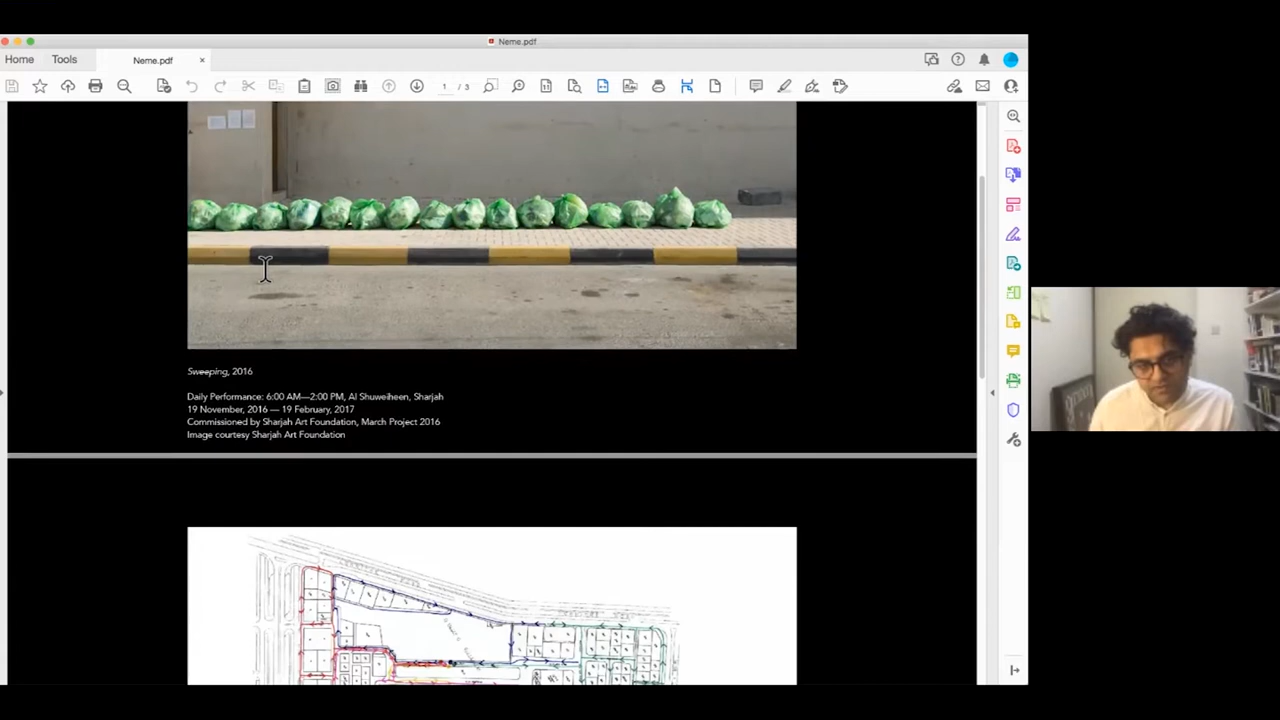 Neme.pdf
Home
Tools
Neme.pdf
1 / 3
Sweeping, 2016
Daily Performance: 6:00 AM—2:00 PM, Al Shuweiheen, Sharjah
19 November, 2016 — 19 February, 2017
Commissioned by Sharjah Art Foundation, March Project 2016
Image courtesy Sharjah Art Foundation